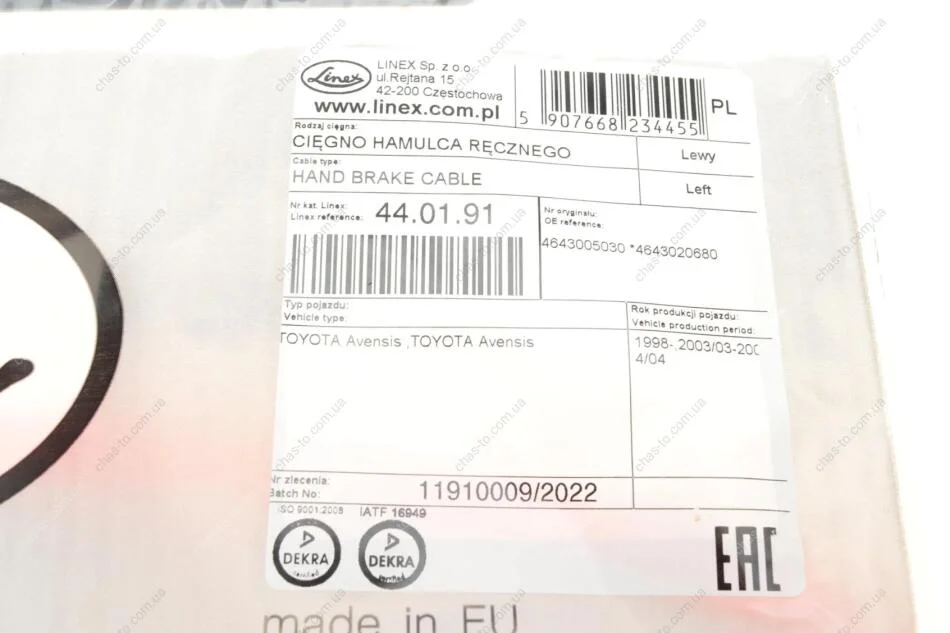 Linex
LINEX Sp. z o.o.
ul.Rejtana 15
42-200 Częstochowa
www.linex.com.pl
5 907668 234455
PL
Rodzaj cięgna:
CIĘGNO HAMULCA RĘCZNEGO
Lewy
Cable type:
HAND BRAKE CABLE
Left
Nr kat. Linex:
Linex reference:
44.01.91
Nr oryginału:
OE reference:
4643005030 *4643020680
Typ pojazdu:
Vehicle type:
Rok produkcji pojazdu:
Vehicle production period:
TOYOTA Avensis ,TOYOTA Avensis
1998-,2003/03-200
4/04
Nr zlecenia:
Batch No:
11910009/2022
ISO 9001:2008
IATF 16949
DEKRA
DEKRA
certified
EAC
made in EU
chas-to.com.ua